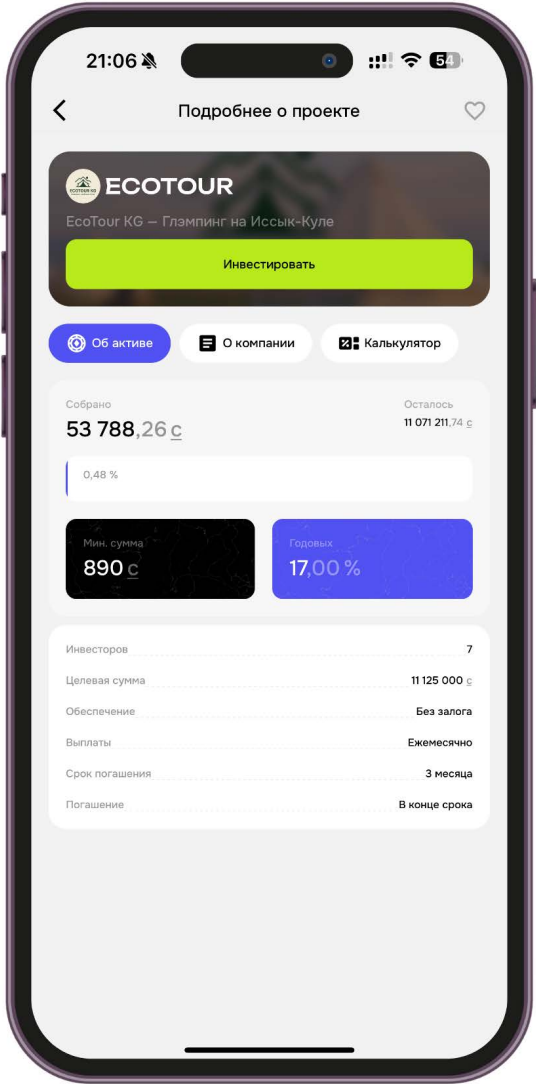 21:06
54
Подробнее о проекте
ECOTOUR KG
ECOTOUR
EcoTour KG — Глэмпинг на Иссык-Куле
Инвестировать
Об активе
О компании
Калькулятор
Собрано
Осталось
53 788,26 с
11 071 211,74 с
0,48 %
Мин. сумма
Годовых
890 с
17,00 %
Инвесторов 7
Целевая сумма 11 125 000 с
Обеспечение Без залога
Выплаты Ежемесячно
Срок погашения 3 месяца
Погашение В конце срока